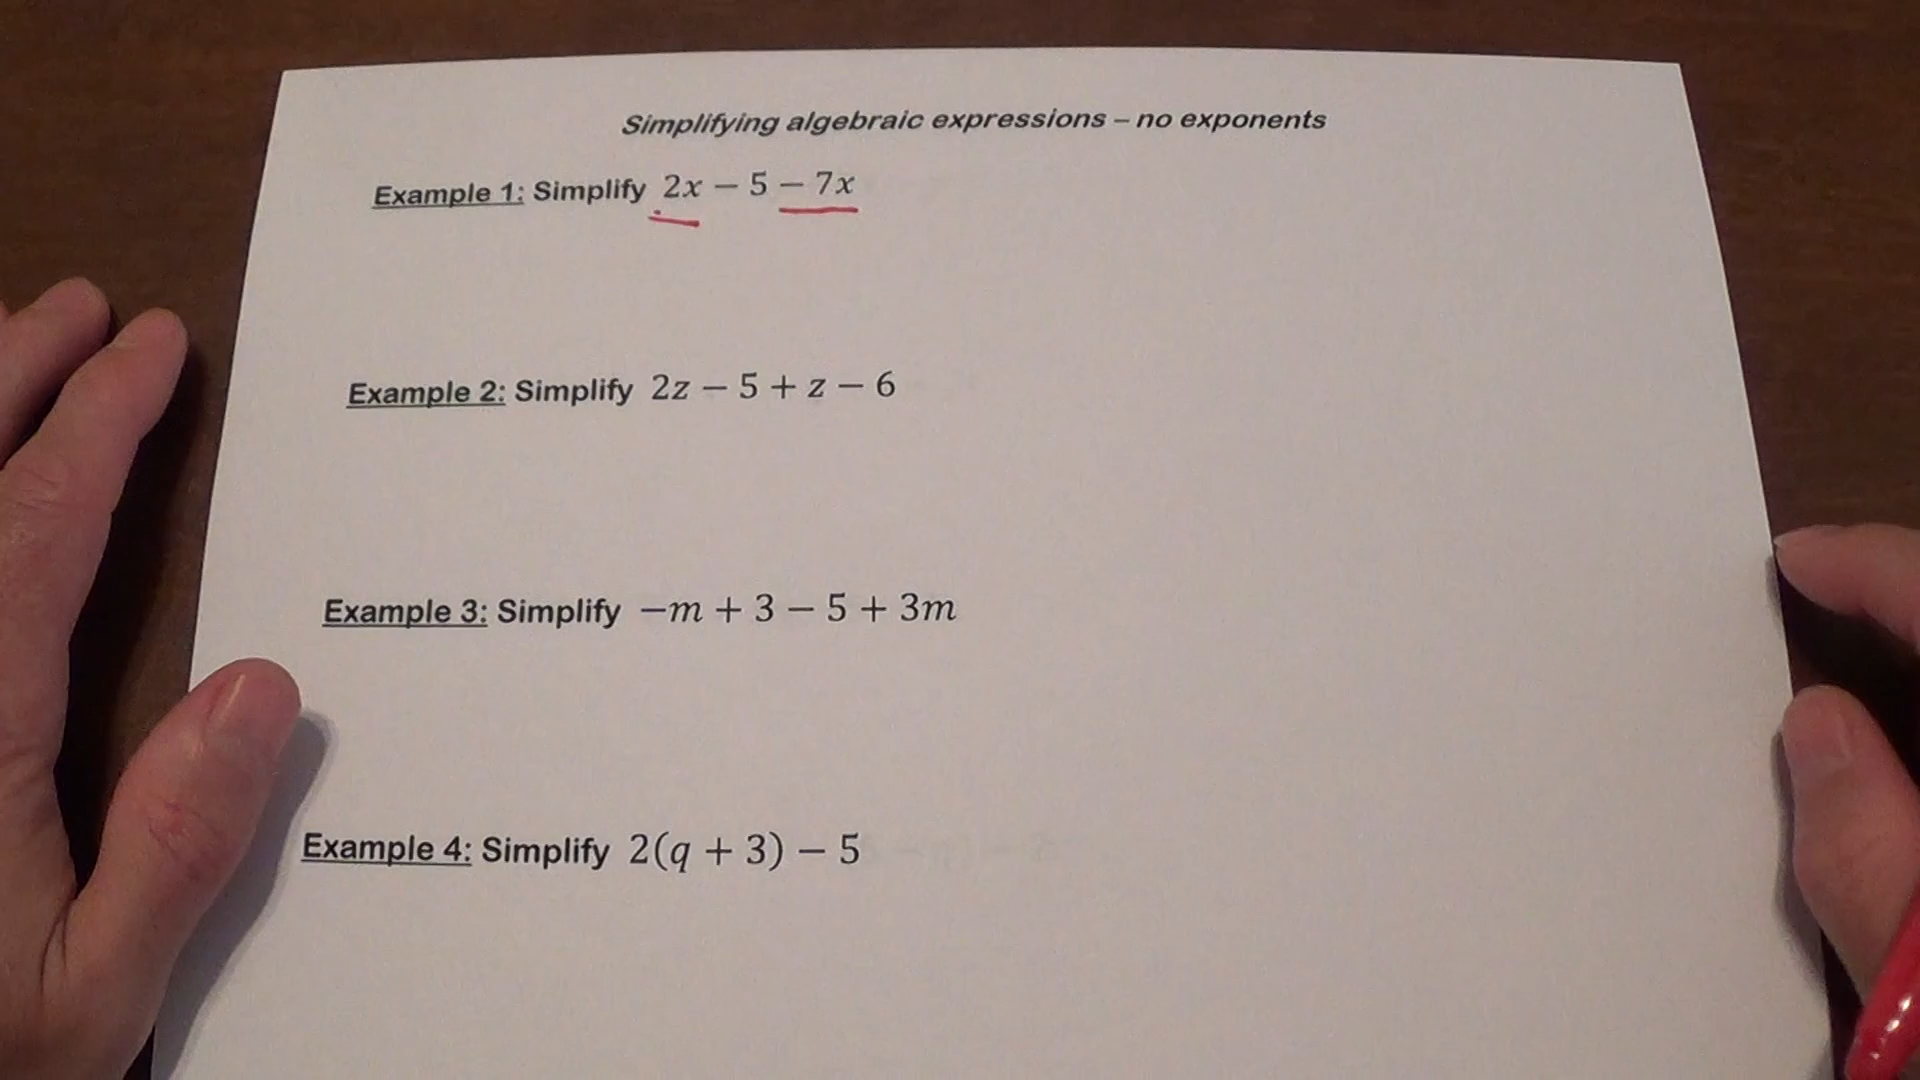 Simplifying algebraic expressions – no exponents
Example 1: Simplify 2x − 5 − 7x
Example 2: Simplify 2z − 5 + z − 6
Example 3: Simplify −m + 3 − 5 + 3m
Example 4: Simplify 2(q + 3) − 5